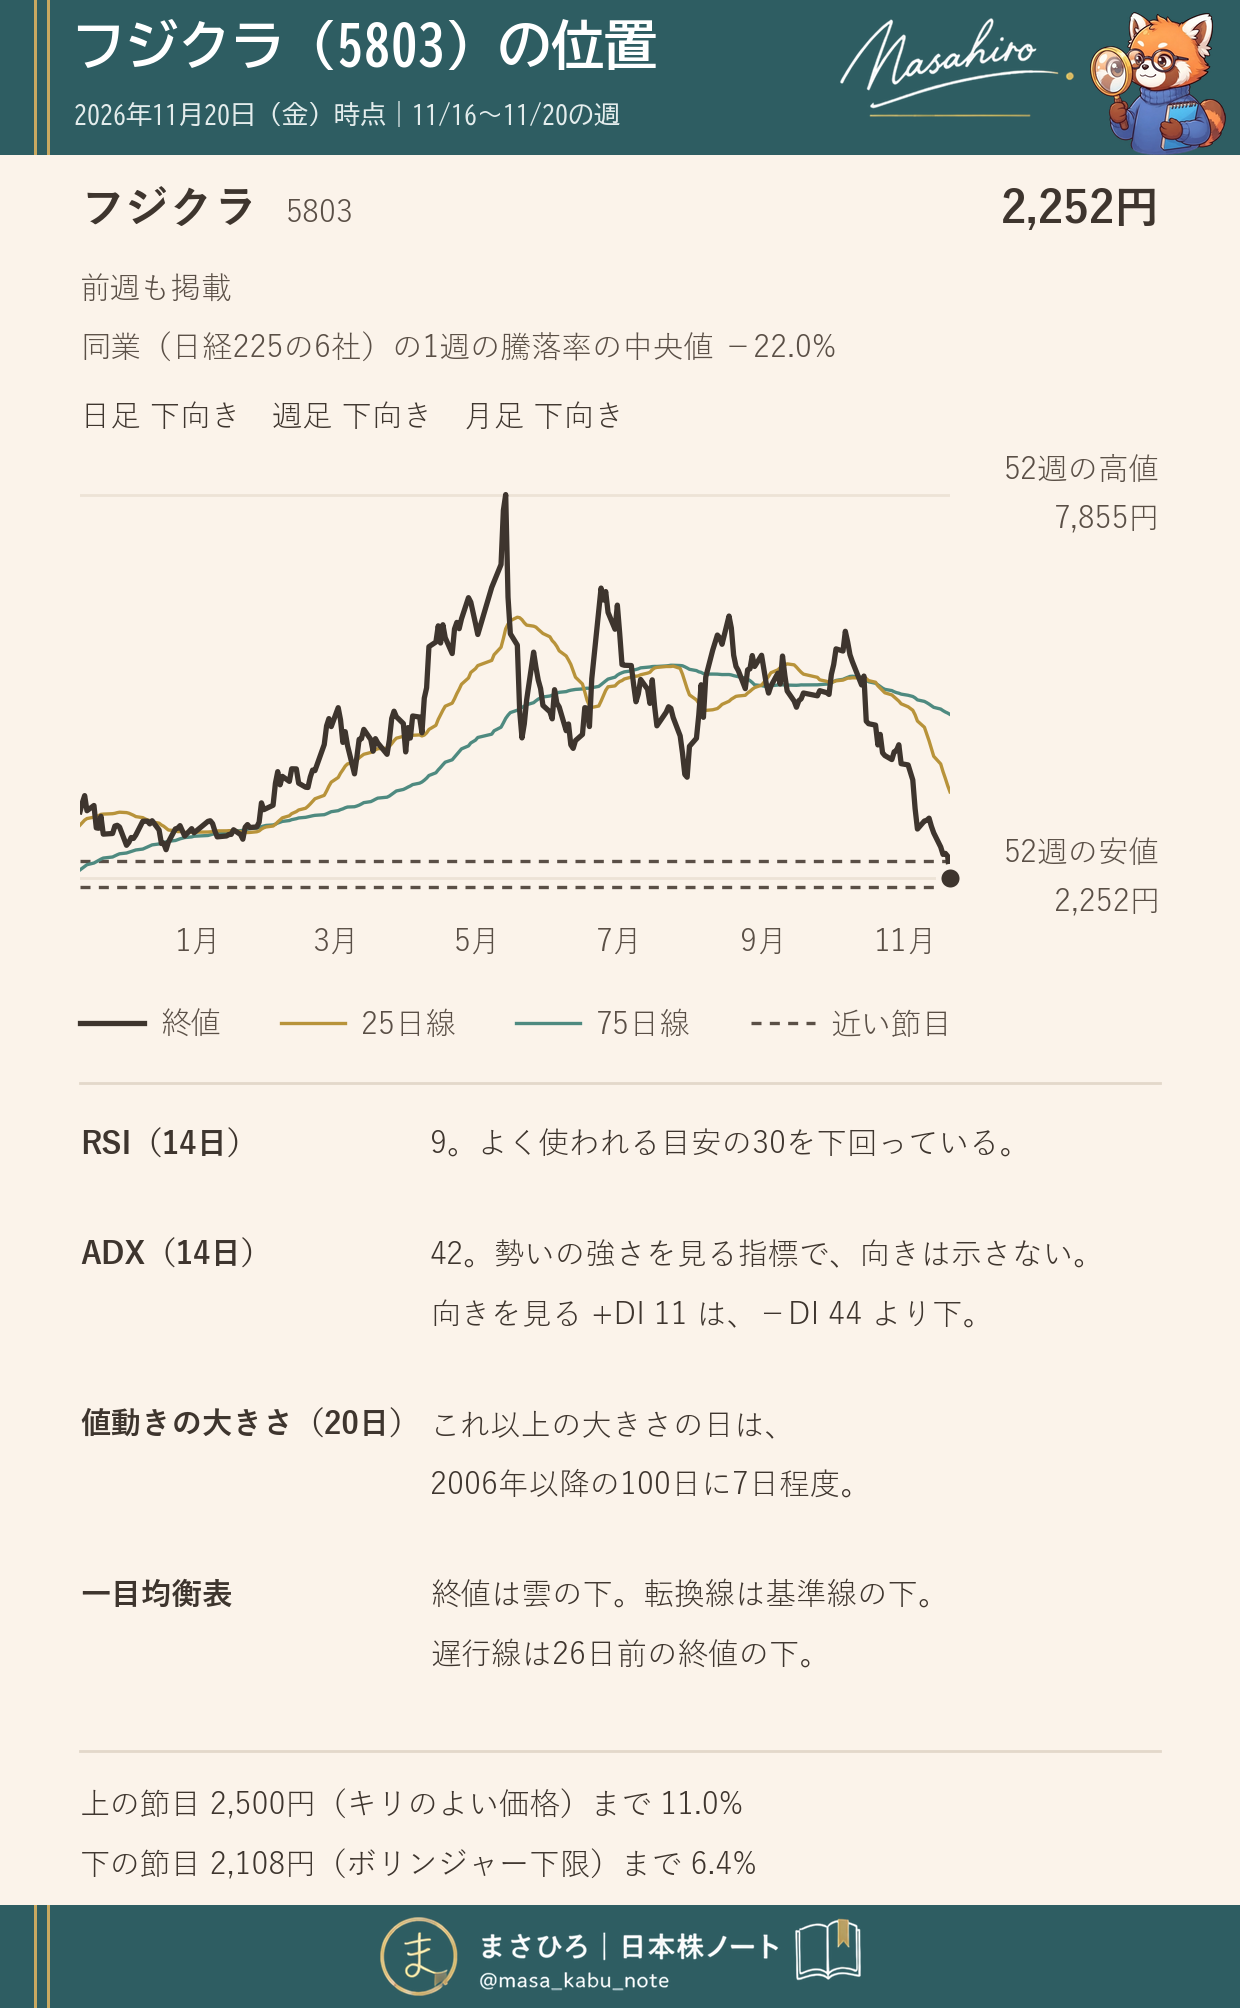 フジクラ（5803）の位置
2026年11月20日（金）時点｜11/16～11/20の週
Masahiro
フジクラ 5803 2,252円
前週も掲載
同業（日経225の6社）の1週の騰落率の中央値 －22.0%
日足 下向き 週足 下向き 月足 下向き
52週の高値
7,855円
52週の安値
2,252円
1月 3月 5月 7月 9月 11月
終値 25日線 75日線 近い節目
RSI（14日） 9。よく使われる目安の30を下回っている。
ADX（14日） 42。勢いの強さを見る指標で、向きは示さない。
向きを見る +DI 11 は、－DI 44 より下。
値動きの大きさ（20日） これ以上の大きさの日は、
2006年以降の100日に7日程度。
一目均衡表 終値は雲の下。転換線は基準線の下。
遅行線は26日前の終値の下。
上の節目 2,500円（キリのよい価格）まで 11.0%
下の節目 2,108円（ボリンジャー下限）まで 6.4%
ま
まさひろ｜日本株ノート
@masa_kabu_note